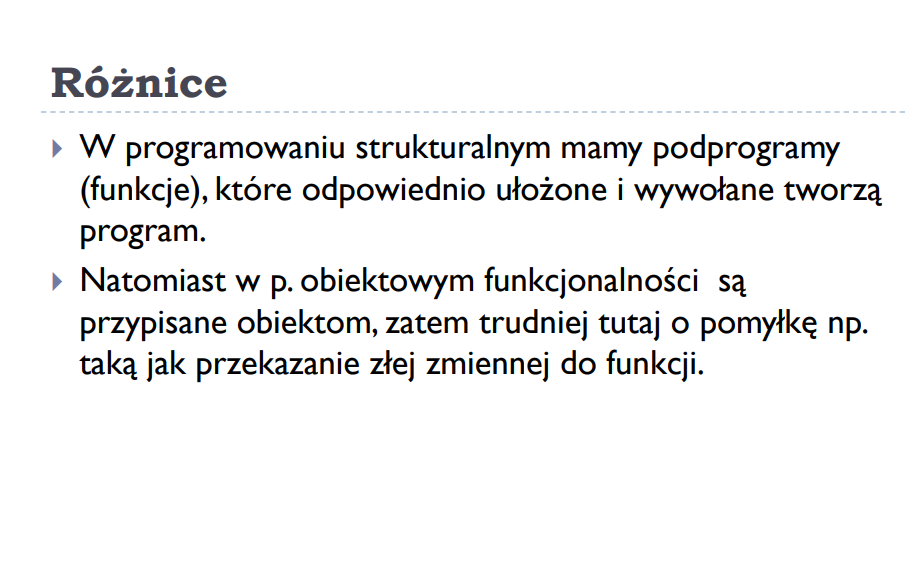 Różnice
W programowaniu strukturalnym mamy podprogramy
(funkcje), które odpowiednio ułożone i wywołane tworzą
program.
Natomiast w p. obiektowym funkcjonalności  są
przypisane obiektom, zatem trudniej tutaj o pomyłkę np.
taką jak przekazanie złej zmiennej do funkcji.